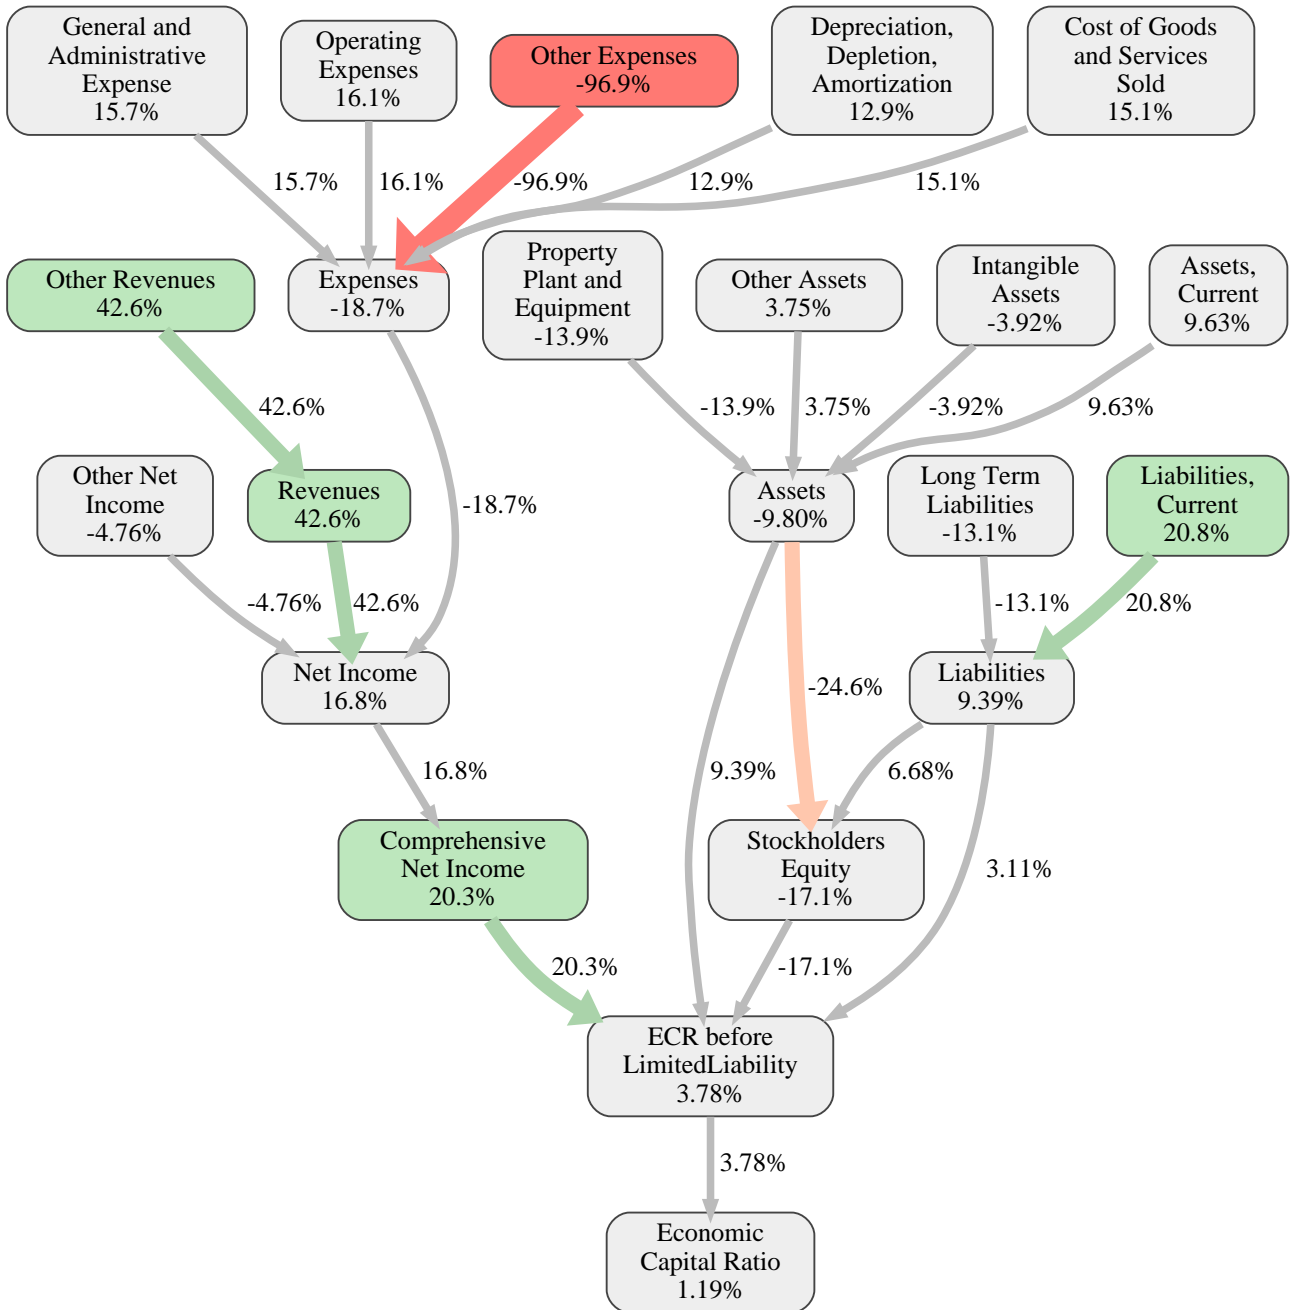 General and
Administrative
Expense
15.7%
Operating
Expenses
16.1%
Other Expenses
-96.9%
Depreciation,
Depletion,
Amortization
12.9%
Cost of Goods
and Services
Sold
15.1%
15.7%
16.1%
-96.9%
12.9%
15.1%
Other Revenues
42.6%
Expenses
-18.7%
Property
Plant and
Equipment
-13.9%
Other Assets
3.75%
Intangible
Assets
-3.92%
Assets,
Current
9.63%
42.6%
-13.9%
3.75%
-3.92%
9.63%
Other Net
Income
-4.76%
Revenues
42.6%
-18.7%
Assets
-9.80%
Long Term
Liabilities
-13.1%
Liabilities,
Current
20.8%
-4.76%
42.6%
-13.1%
20.8%
Net Income
16.8%
-24.6%
Liabilities
9.39%
16.8%
9.39%
6.68%
Comprehensive
Net Income
20.3%
Stockholders
Equity
-17.1%
3.11%
20.3%
-17.1%
ECR before
LimitedLiability
3.78%
3.78%
Economic
Capital Ratio
1.19%